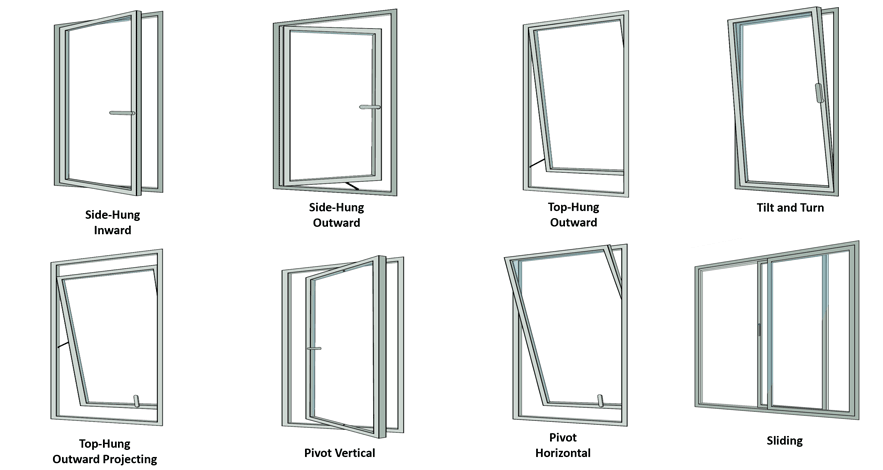 Side-Hung
Inward
Side-Hung
Outward
Top-Hung
Outward
Tilt and Turn
Top-Hung
Outward Projecting
Pivot Vertical
Pivot
Horizontal
Sliding